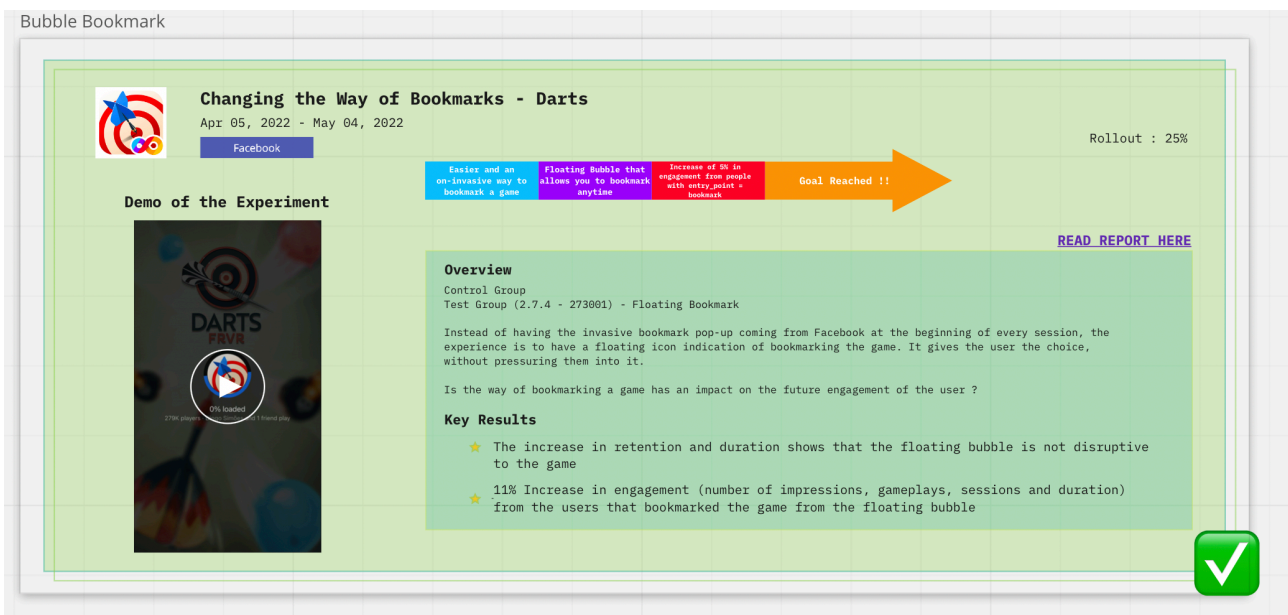 Bubble Bookmark
Changing the Way of Bookmarks - Darts
Apr 05, 2022 - May 04, 2022
Facebook
Rollout : 25%
Easier and an
on-invasive way to
bookmark a game
Floating Bubble that
allows you to bookmark
anytime
Increase of 5% in
engagement from people
with entry_point =
bookmark
Goal Reached !!
Demo of the Experiment
DARTS
FRVR
0% loaded
279K players
and 1 friend play
READ REPORT HERE
Overview
Control Group
Test Group (2.7.4 - 273001) - Floating Bookmark
Instead of having the invasive bookmark pop-up coming from Facebook at the beginning of every session, the
experience is to have a floating icon indication of bookmarking the game. It gives the user the choice,
without pressuring them into it.
Is the way of bookmarking a game has an impact on the future engagement of the user ?
Key Results
The increase in retention and duration shows that the floating bubble is not disruptive
to the game
11% Increase in engagement (number of impressions, gameplays, sessions and duration)
from the users that bookmarked the game from the floating bubble